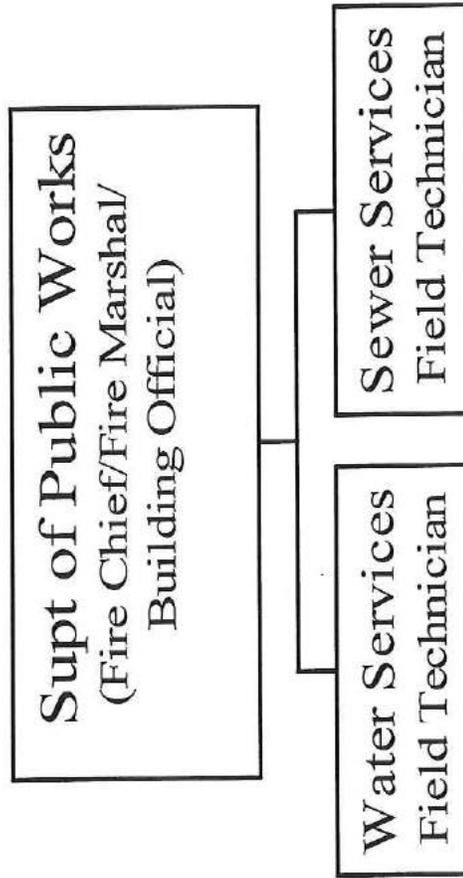 Supt of Public Works
(Fire Chief/Fire Marshal/
Building Official)
Water Services
Field Technician
Sewer Services
Field Technician